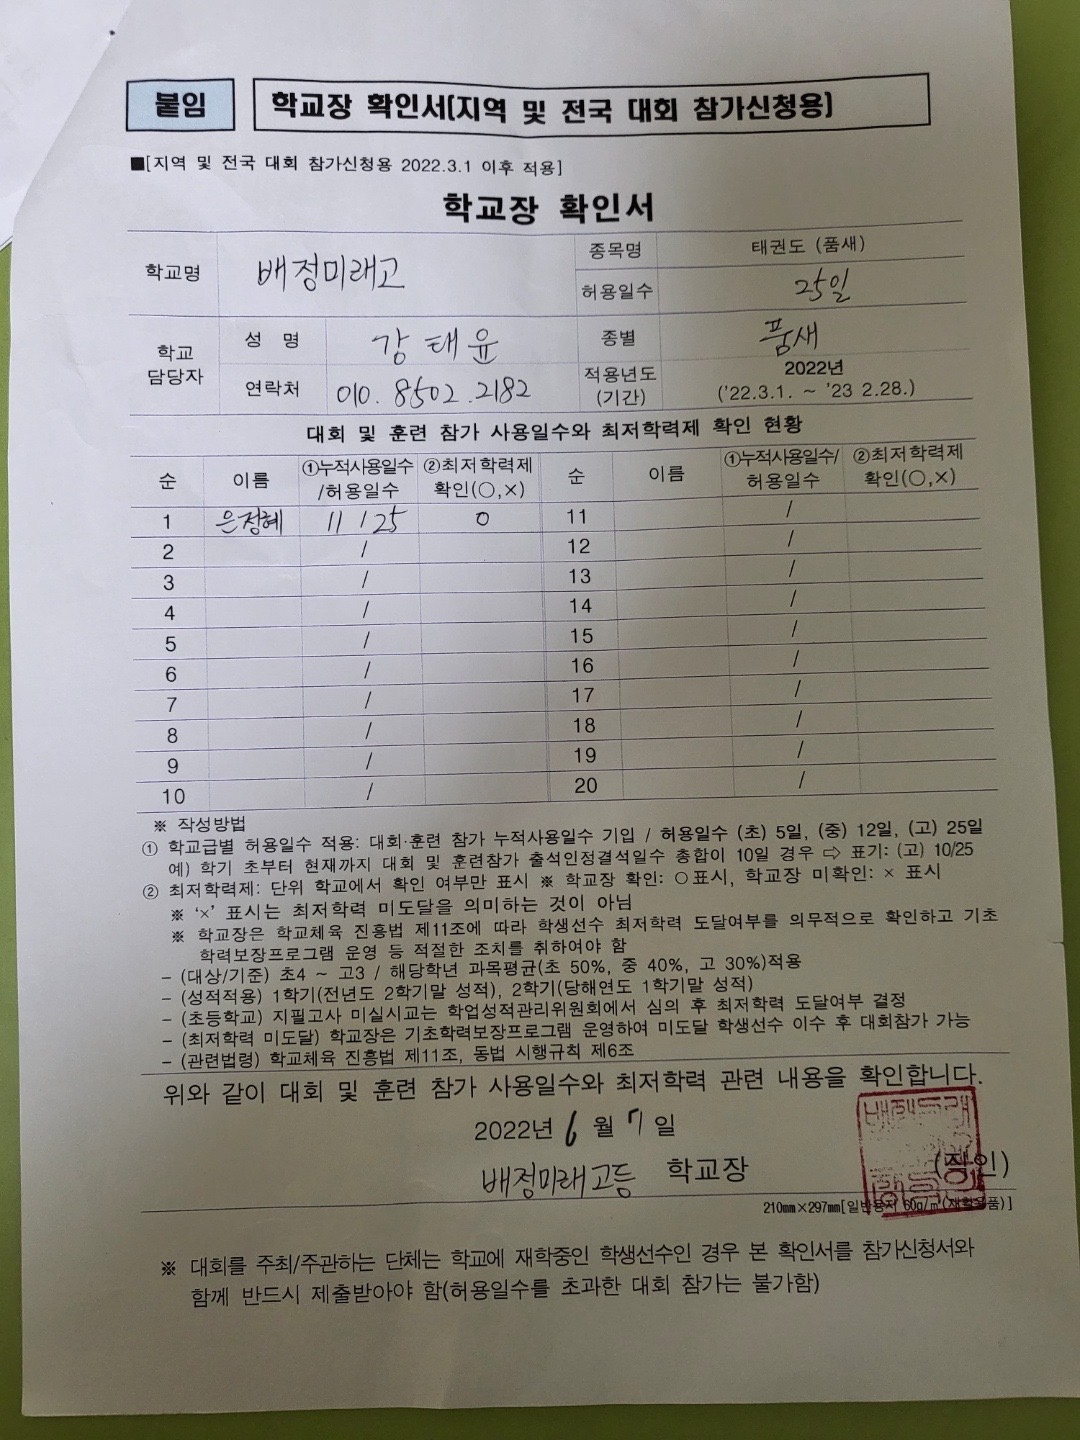 붙임
학교장 확인서[지역 및 전국 대회 참가신청용]
■[지역 및 전국 대회 참가신청용 2022.3.1 이후 적용]
학교장 확인서
학교명 배정미래고 종목명 태권도 (품새)
허용일수 25일
학교 담당자 성 명 강태윤 종별 품새
연락처 010. 8502. 2182 적용년도 (기간) 2022년 ('22.3.1. ~ '23 2.28.)
대회 및 훈련 참가 사용일수와 최저학력제 확인 현황
순 이름 ①누적사용일수/허용일수 ②최저학력제 확인(○,×) 순 이름 ①누적사용일수/허용일수 ②최저학력제 확인(○,×)
1 은정혜 11 / 25 ○ 11 /
2 / 12 /
3 / 13 /
4 / 14 /
5 / 15 /
6 / 16 /
7 / 17 /
8 / 18 /
9 / 19 /
10 / 20 /
※ 작성방법
① 학교급별 허용일수 적용: 대회·훈련 참가 누적사용일수 기입 / 허용일수 (초) 5일, (중) 12일, (고) 25일
예) 학기 초부터 현재까지 대회 및 훈련참가 출석인정결석일수 총합이 10일 경우 ⇨ 표기: (고) 10/25
② 최저학력제: 단위 학교에서 확인 여부만 표시 ※ 학교장 확인: ○표시, 학교장 미확인: × 표시
※ '×' 표시는 최저학력 미도달을 의미하는 것이 아님
※ 학교장은 학교체육 진흥법 제11조에 따라 학생선수 최저학력 도달여부를 의무적으로 확인하고 기초
학력보장프로그램 운영 등 적절한 조치를 취하여야 함
- (대상/기준) 초4 ~ 고3 / 해당학년 과목평균(초 50%, 중 40%, 고 30%)적용
- (성적적용) 1학기(전년도 2학기말 성적), 2학기(당해연도 1학기말 성적)
- (초등학교) 지필고사 미실시교는 학업성적관리위원회에서 심의 후 최저학력 도달여부 결정
- (최저학력 미도달) 학교장은 기초학력보장프로그램 운영하여 미도달 학생선수 이수 후 대회참가 가능
- (관련법령) 학교체육 진흥법 제11조, 동법 시행규칙 제6조
위와 같이 대회 및 훈련 참가 사용일수와 최저학력 관련 내용을 확인합니다.
2022년 6 월 7 일
배정미래고등 학교장 (직인)
210㎜×297㎜[일반용지 60g/㎡(재활용품)]
※ 대회를 주최/주관하는 단체는 학교에 재학중인 학생선수인 경우 본 확인서를 참가신청서와
함께 반드시 제출받아야 함(허용일수를 초과한 대회 참가는 불가함)